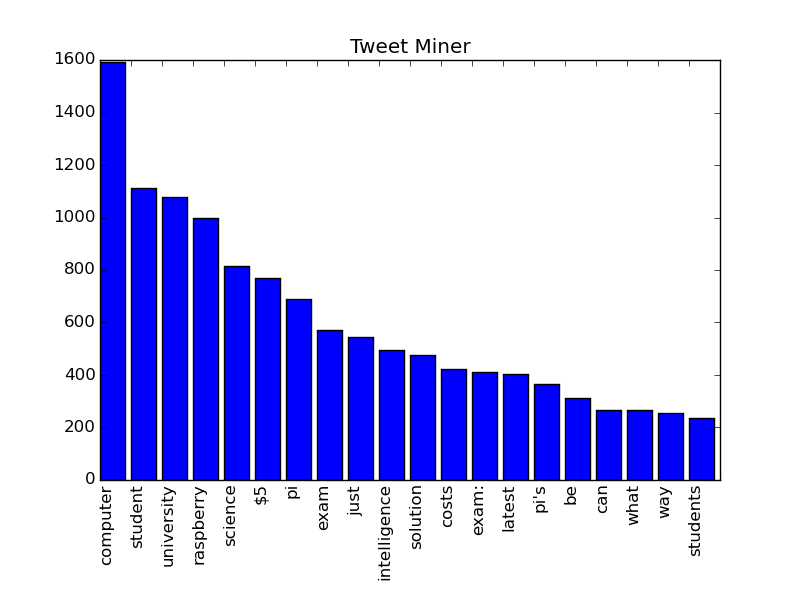 Tweet Miner
1600
1400
1200
1000
800
600
400
200
0
computer
student
university
raspberry
science
$5
pi
exam
just
intelligence
solution
costs
exam:
latest
pi's
be
can
what
way
students